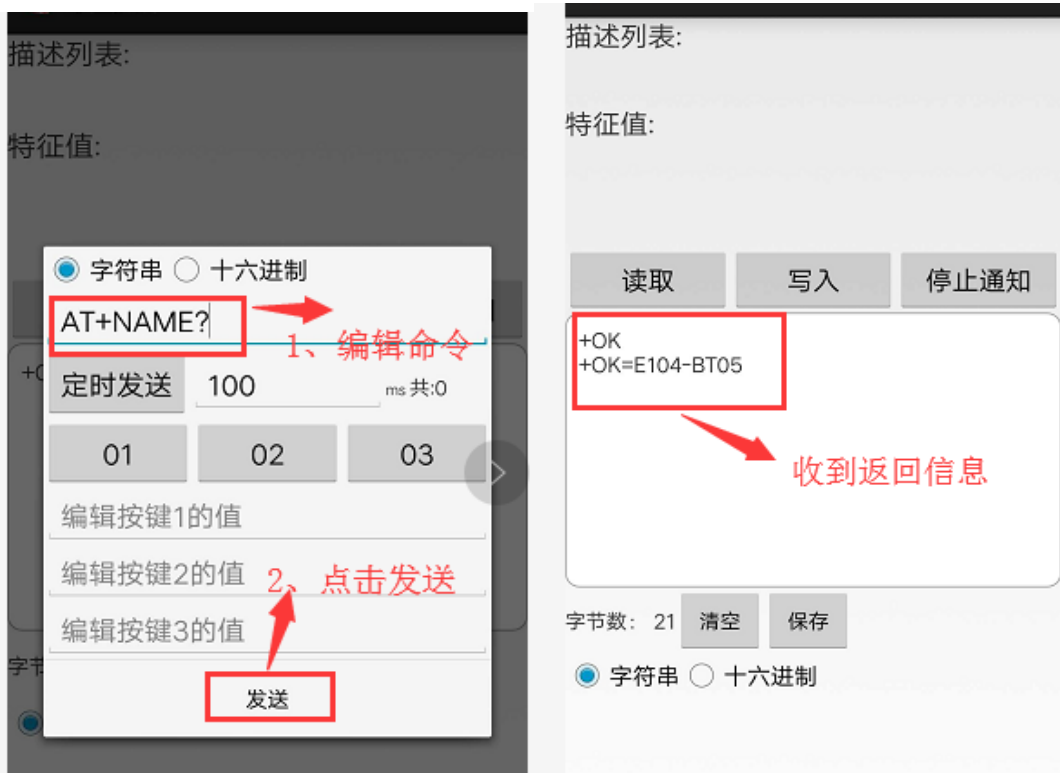 描述列表:
特征值:
字符串 十六进制
AT+NAME?
1、编辑命令
定时发送 100 ms 共:0
01 02 03
编辑按键1的值
编辑按键2的值
2、点击发送
编辑按键3的值
发送
描述列表:
特征值:
读取 写入 停止通知
+OK
+OK=E104-BT05
收到返回信息
字节数: 21 清空 保存
字符串 十六进制